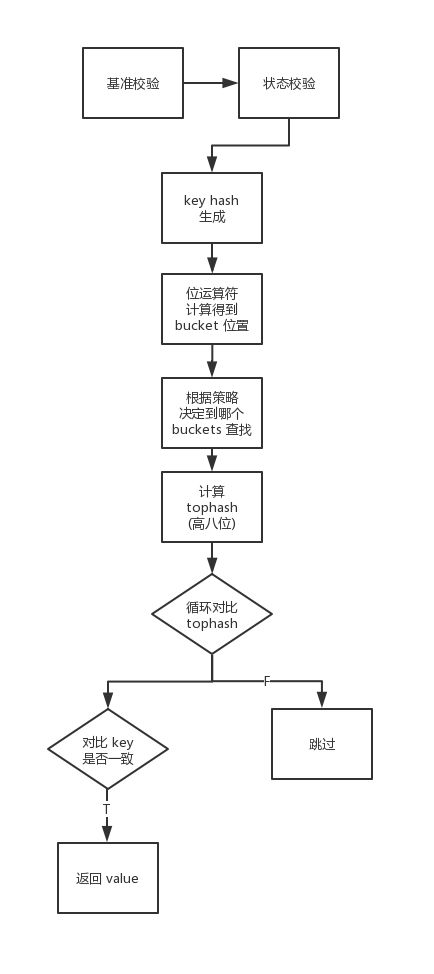 基准校验
状态校验
key hash
生成
位运算符
计算得到
bucket 位置
根据策略
决定到哪个
buckets 查找
计算
tophash
(高八位)
循环对比
tophash
F
对比 key
是否一致
跳过
T
返回 value